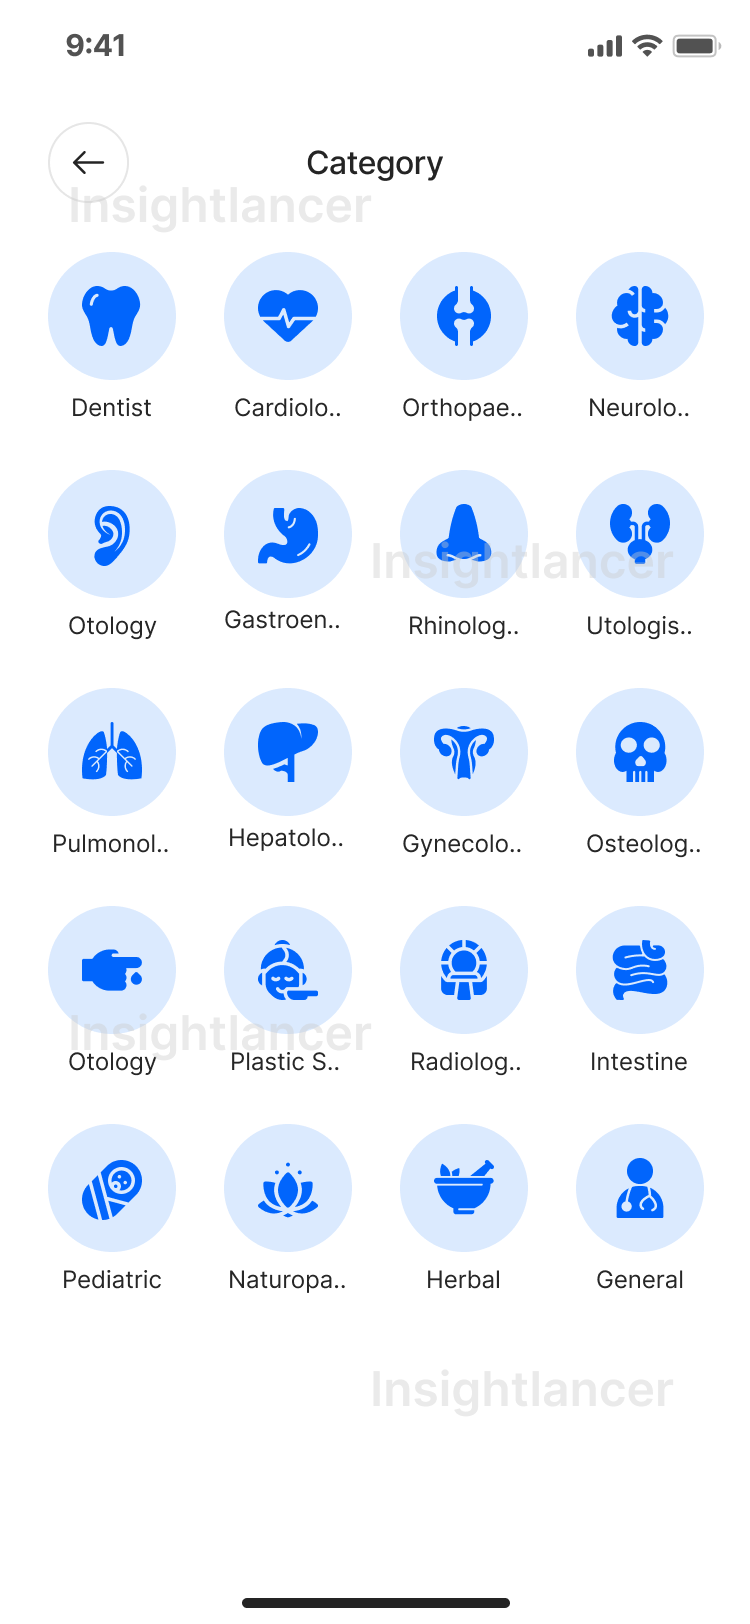 9:41
Category
Insightlancer
Dentist
Cardiolo..
Orthopae..
Neurolo..
Otology
Gastroen..
Rhinolog..
Utologis..
Insightlancer
Pulmonol..
Hepatolo..
Gynecolo..
Osteolog..
Otology
Plastic S..
Radiolog..
Intestine
Insightlancer
Pediatric
Naturopa..
Herbal
General
Insightlancer